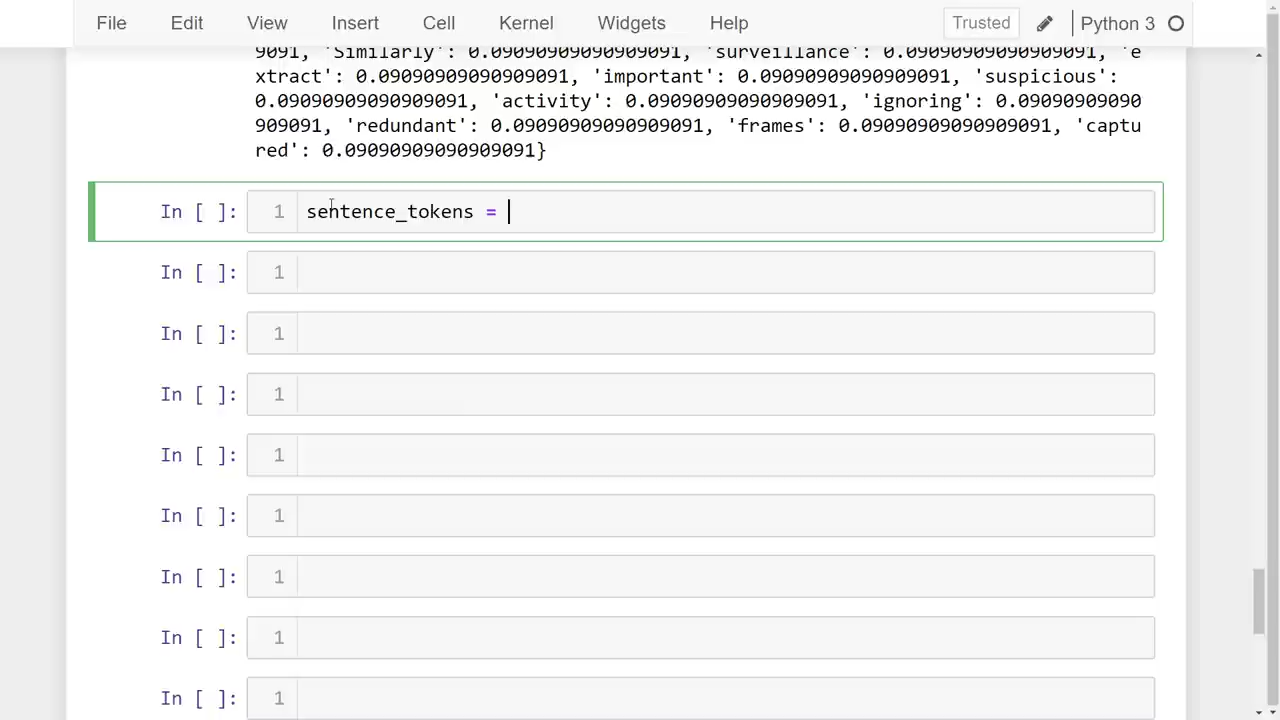 File Edit View Insert Cell Kernel Widgets Help Trusted Python 3
9091, 'Similarly': 0.09090909090909091, 'surveillance': 0.09090909090909091, 'e
xtract': 0.09090909090909091, 'important': 0.09090909090909091, 'suspicious':
0.09090909090909091, 'activity': 0.09090909090909091, 'ignoring': 0.09090909090
909091, 'redundant': 0.09090909090909091, 'frames': 0.09090909090909091, 'captu
red': 0.09090909090909091}
In [ ]: 1 sentence_tokens =
In [ ]: 1
In [ ]: 1
In [ ]: 1
In [ ]: 1
In [ ]: 1
In [ ]: 1
In [ ]: 1
In [ ]: 1